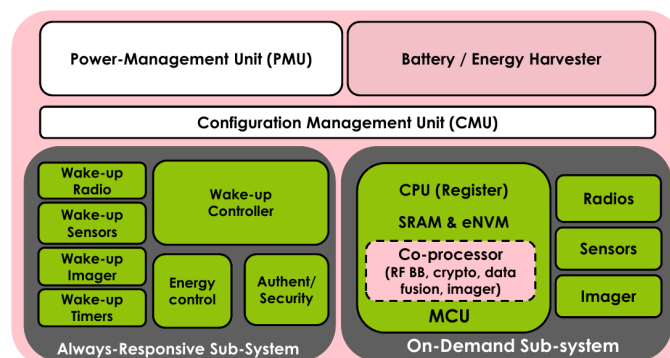 Power-Management Unit (PMU)
Battery / Energy Harvester
Configuration Management Unit (CMU)
Wake-up
Radio
Wake-up
Sensors
Wake-up
Imager
Wake-up
Timers
Wake-up
Controller
Energy
control
Authent/
Security
Always-Responsive Sub-System
CPU (Register)
SRAM & eNVM
Co-processor
(RF BB, crypto, data
fusion, imager)
MCU
Radios
Sensors
Imager
On-Demand Sub-system